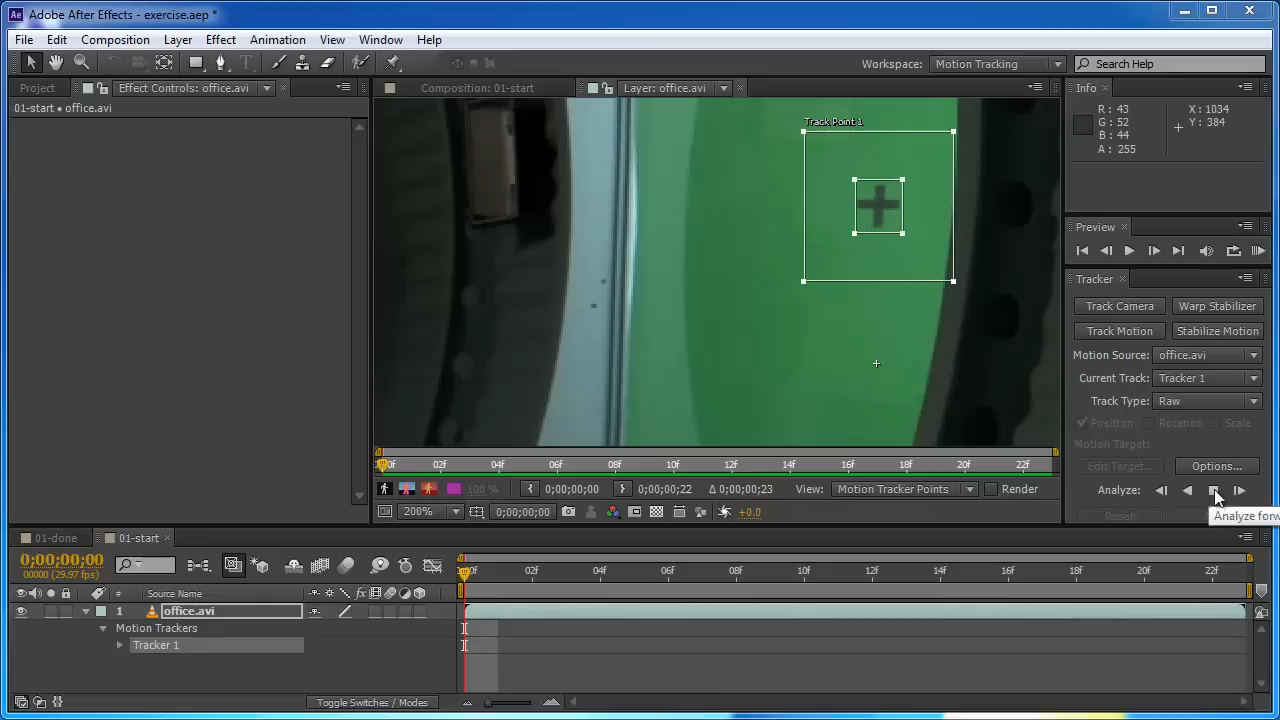 Adobe After Effects - exercise.aep *
File Edit Composition Layer Effect Animation View Window Help
Workspace: Motion Tracking Search Help
Project Effect Controls: office.avi Composition: 01-start Layer: office.avi Info
01-start • office.avi
R : 43 X : 1034
G : 52 Y : 384
B : 44
A : 255
Track Point 1
Preview
Tracker
Track Camera Warp Stabilizer
Track Motion Stabilize Motion
Motion Source: office.avi
Current Track: Tracker 1
Track Type: Raw
Position Rotation Scale
Motion Target:
Edit Target... Options...
Analyze:
Reset
Analyze forw
00f 02f 04f 06f 08f 10f 12f 14f 16f 18f 20f 22f
100 % 0;00;00;00 0;00;00;22 Δ 0;00;00;23 View: Motion Tracker Points Render
200% 0;00;00;00 +0.0
01-done 01-start
0;00;00;00
00000 (29.97 fps)
00f 02f 04f 06f 08f 10f 12f 14f 16f 18f 20f 22f
# Source Name fx
1 office.avi
Motion Trackers
Tracker 1
Toggle Switches / Modes